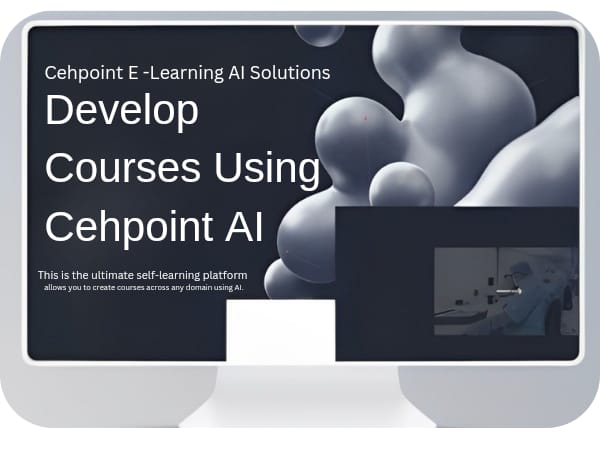 Cehpoint E -Learning AI Solutions
Develop
Courses Using
Cehpoint AI
This is the ultimate self-learning platform
allows you to create courses across any domain using AI.